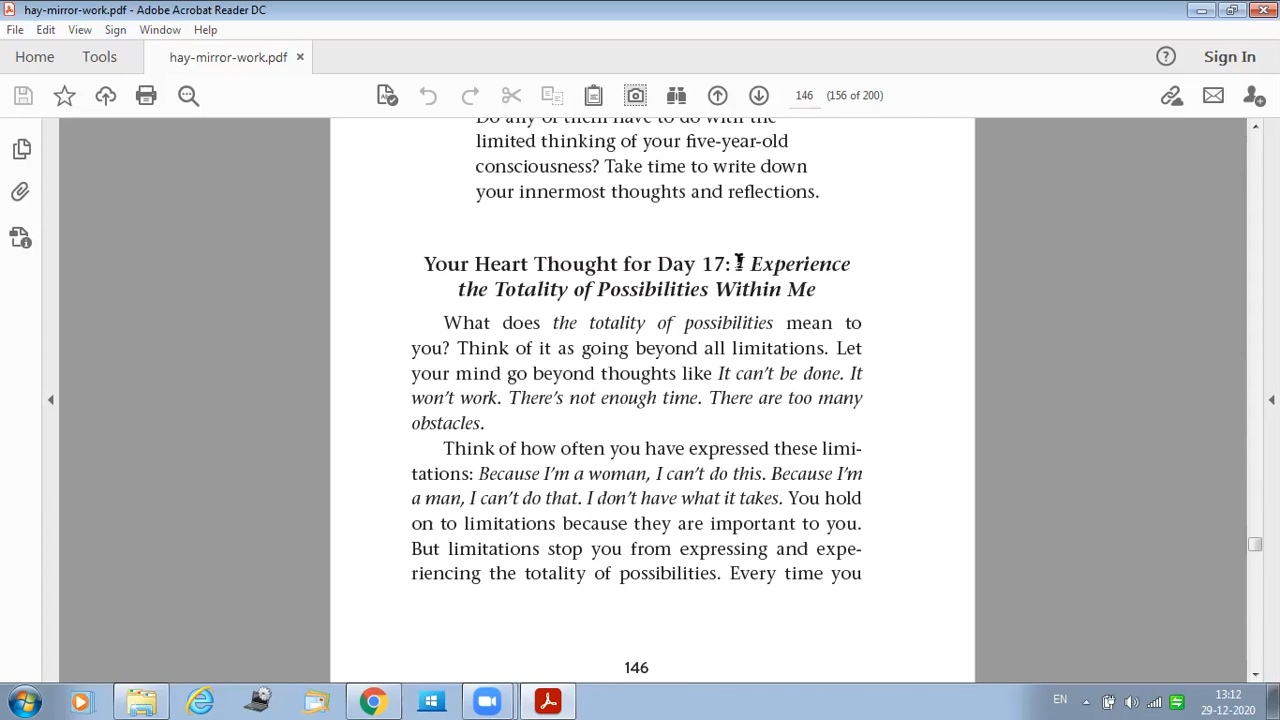 hay-mirror-work.pdf - Adobe Acrobat Reader DC
File Edit View Sign Window Help
Home Tools hay-mirror-work.pdf × ? Sign In
146 (156 of 200)
Do any of them have to do with the
limited thinking of your five-year-old
consciousness? Take time to write down
your innermost thoughts and reflections.
Your Heart Thought for Day 17: I Experience
the Totality of Possibilities Within Me
What does the totality of possibilities mean to
you? Think of it as going beyond all limitations. Let
your mind go beyond thoughts like It can't be done. It
won't work. There's not enough time. There are too many
obstacles.
Think of how often you have expressed these limi-
tations: Because I'm a woman, I can't do this. Because I'm
a man, I can't do that. I don't have what it takes. You hold
on to limitations because they are important to you.
But limitations stop you from expressing and expe-
riencing the totality of possibilities. Every time you
146
EN
13:12
29-12-2020